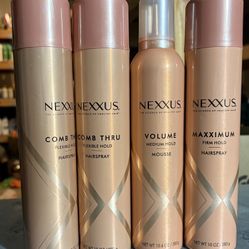 NEXXUS
COMB THRU
FLEXIBLE HOLD
HAIRSPRAY
NEXXUS
COMB THRU
FLEXIBLE HOLD
HAIRSPRAY
NEXXUS
VOLUME
MEDIUM HOLD
MOUSSE
NEXXUS
MAXXIMUM
FIRM HOLD
HAIRSPRAY